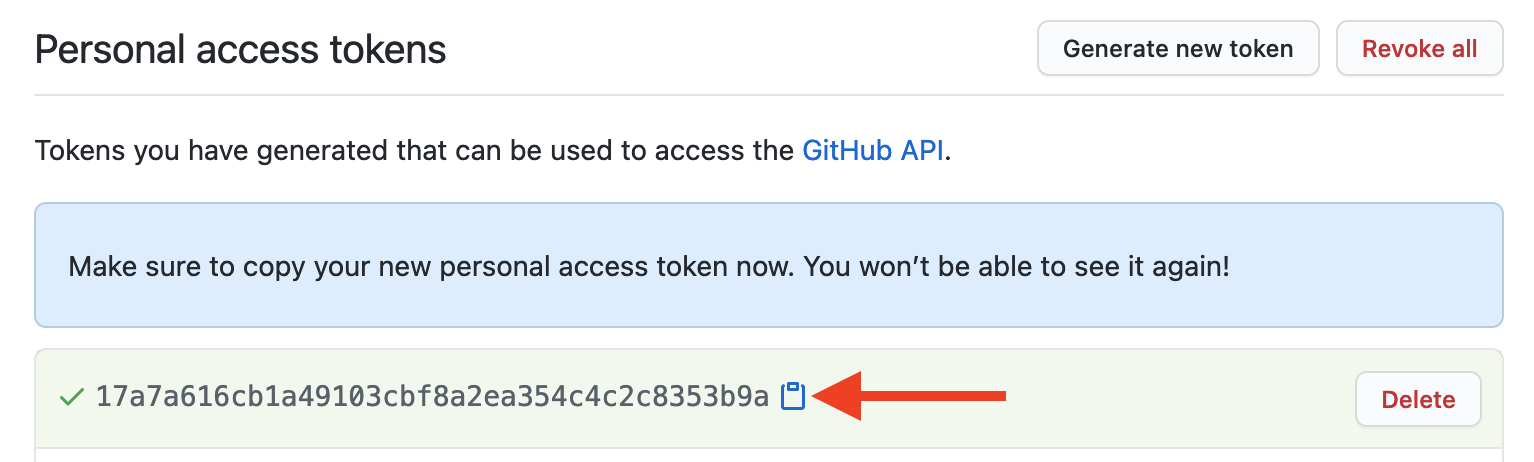 Personal access tokens
Generate new token
Revoke all
Tokens you have generated that can be used to access the GitHub API.
Make sure to copy your new personal access token now. You won’t be able to see it again!
17a7a616cb1a49103cbf8a2ea354c4c2c8353b9a
Delete